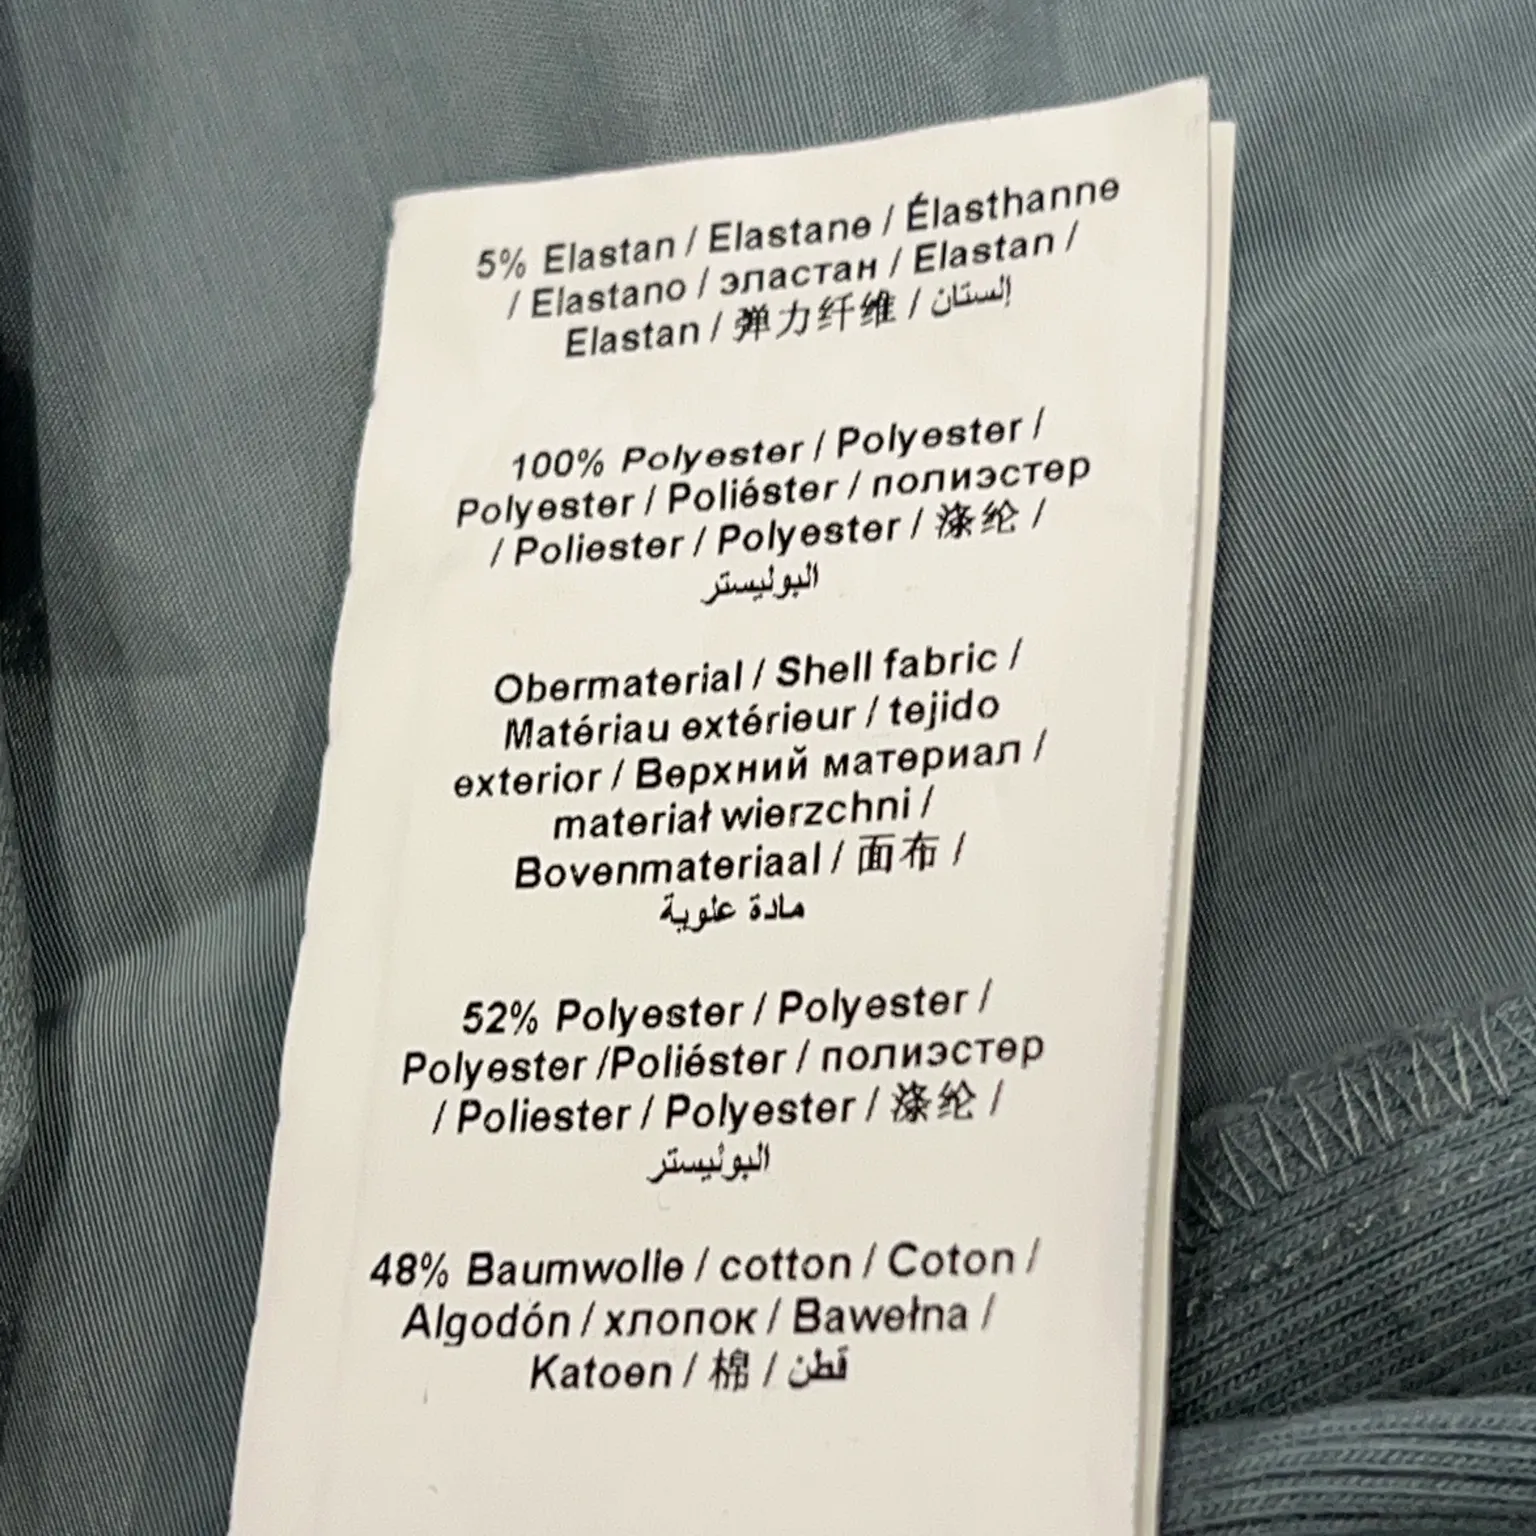 5% Elastan / Elastane / Élasthanne
/ Elastano / эластан / Elastan /
Elastan / 弹力纤维 / إلستان
100% Polyester / Polyester /
Polyester / Poliéster / полиэстер
/ Poliester / Polyester / 涤纶 /
البوليستر
Obermaterial / Shell fabric /
Matériau extérieur / tejido
exterior / Верхний материал /
materiał wierzchni /
Bovenmateriaal / 面布 /
مادة علوية
52% Polyester / Polyester /
Polyester /Poliéster / полиэстер
/ Poliester / Polyester / 涤纶 /
البوليستر
48% Baumwolle / cotton / Coton /
Algodón / хлопок / Bawełna /
Katoen / 棉 / قطن